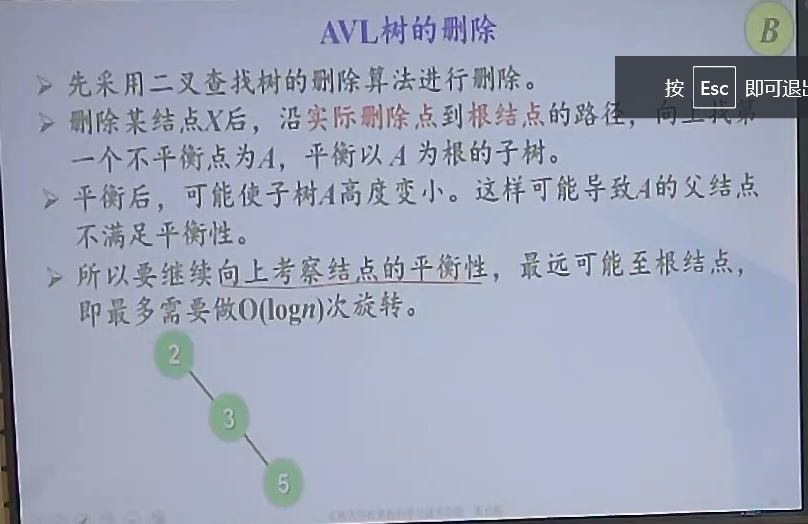 AVL树的删除
B
按 Esc 即可退出
先采用二叉查找树的删除算法进行删除。
删除某结点X后，沿实际删除点到根结点的路径，向上找第
一个不平衡点为A，平衡以 A 为根的子树。
平衡后，可能使子树A高度变小。这样可能导致A的父结点
不满足平衡性。
所以要继续向上考察结点的平衡性，最远可能至根结点，
即最多需要做O(logn)次旋转。
2
3
5